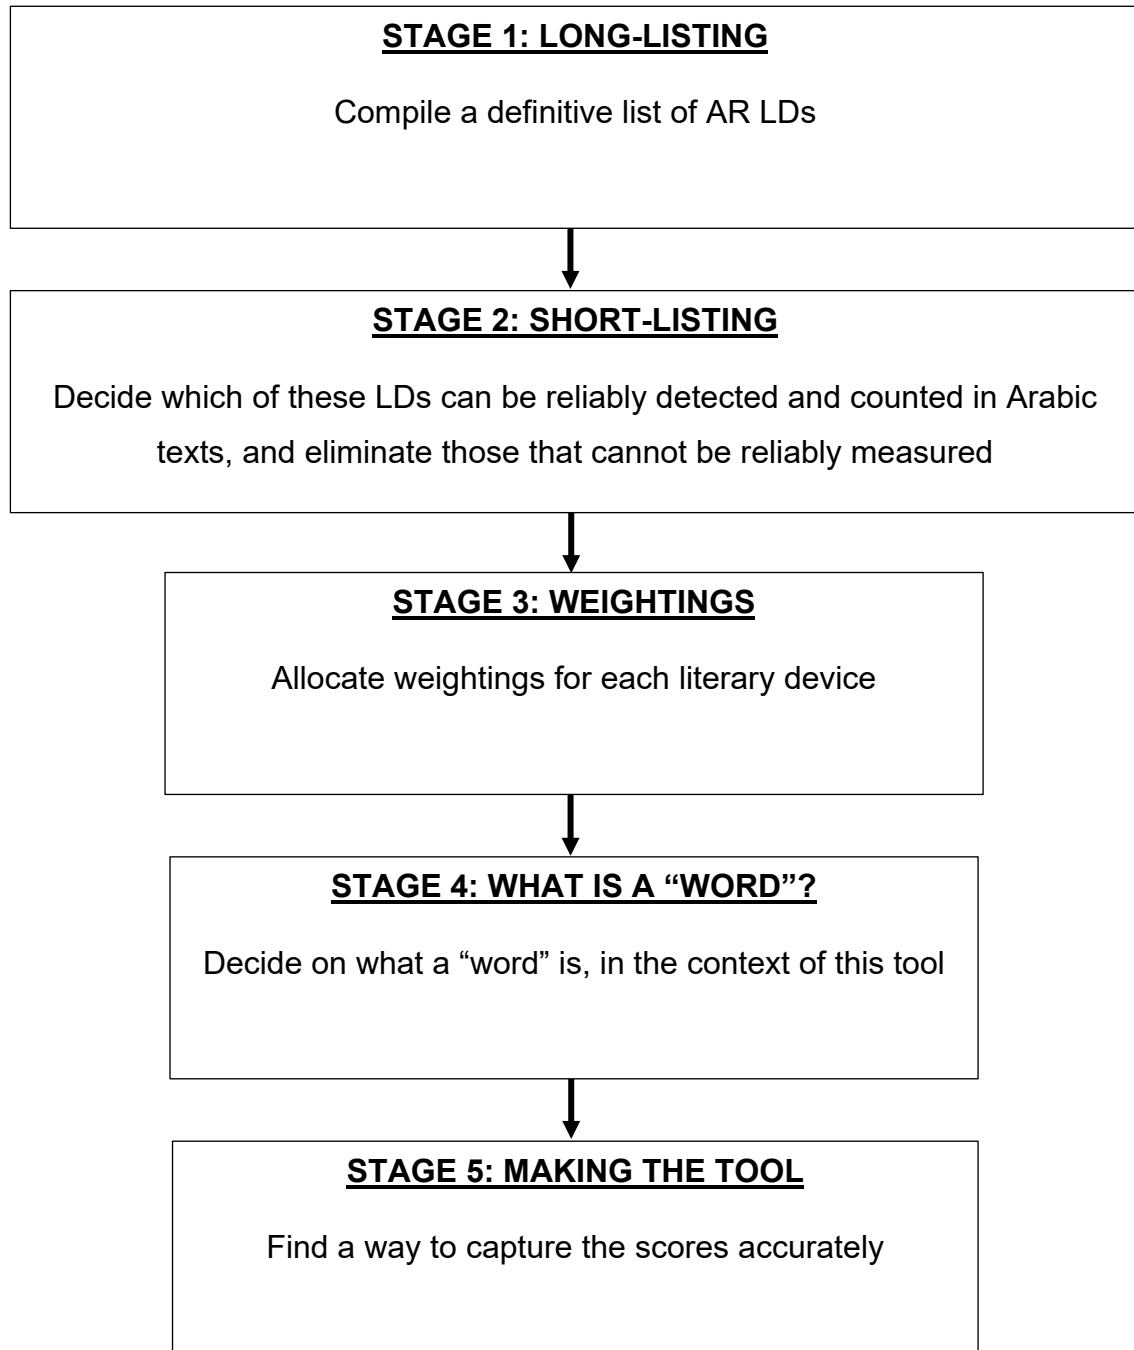 STAGE 1: LONG-LISTING
Compile a definitive list of AR LDs
STAGE 2: SHORT-LISTING
Decide which of these LDs can be reliably detected and counted in Arabic
texts, and eliminate those that cannot be reliably measured
STAGE 3: WEIGHTINGS
Allocate weightings for each literary device
STAGE 4: WHAT IS A “WORD”?
Decide on what a “word” is, in the context of this tool
STAGE 5: MAKING THE TOOL
Find a way to capture the scores accurately